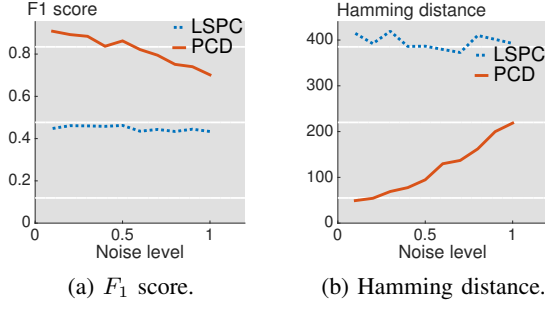 F1 score
LSPC
PCD
0.8
0.6
0.4
0.2
0
0
0.5
1
Noise level
(a) F₁ score.
Hamming distance
LSPC
PCD
400
300
200
100
0
0
0.5
1
Noise level
(b) Hamming distance.